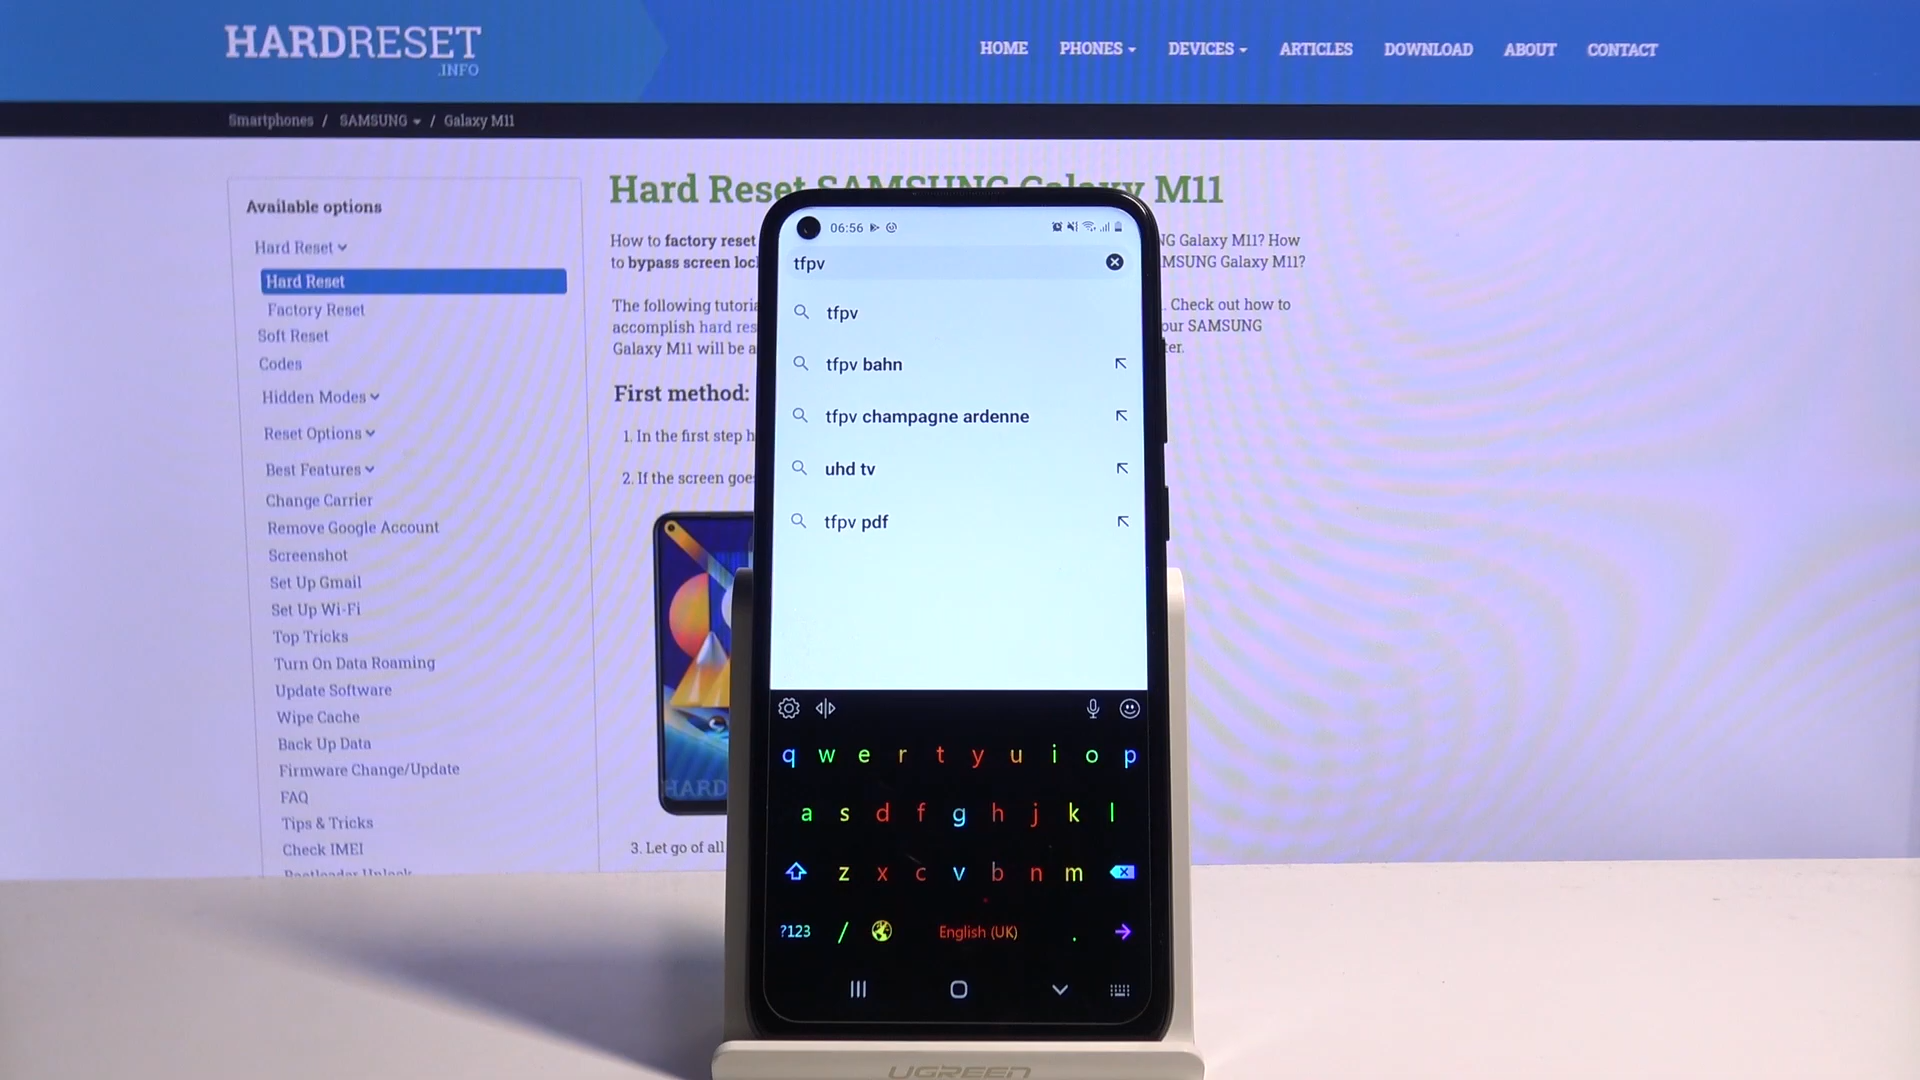 HARDRESET
.INFO
HOME PHONES DEVICES ARTICLES DOWNLOAD ABOUT CONTACT
Smartphones / SAMSUNG / Galaxy M11
Available options
Hard Reset
Hard Reset
Factory Reset
Soft Reset
Codes
Hidden Modes
Reset Options
Best Features
Change Carrier
Remove Google Account
Screenshot
Set Up Gmail
Set Up Wi-Fi
Top Tricks
Turn On Data Roaming
Update Software
Wipe Cache
Back Up Data
Firmware Change/Update
FAQ
Tips & Tricks
Check IMEI
Bootloader Unlock
Hard Reset SAMSUNG Galaxy M11
How to factory reset
NG Galaxy M11? How
to bypass screen loc
MSUNG Galaxy M11?
The following tutoria
. Check out how to
accomplish hard res
our SAMSUNG
Galaxy M11 will be a
ter.
First method:
1. In the first step h
2. If the screen goe
HARD
3. Let go of all
06:56
tfpv
tfpv
tfpv bahn
tfpv champagne ardenne
uhd tv
tfpv pdf
q w e r t y u i o p
a s d f g h j k l
z x c v b n m
?123 / English (UK) .
UGREEN